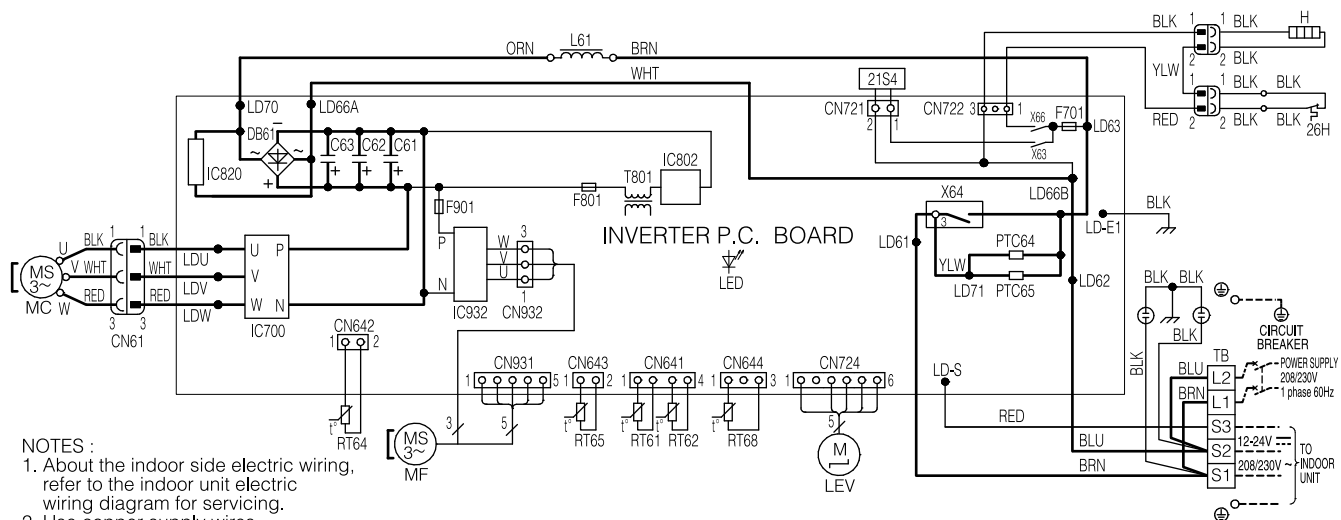 ORN
L61
BRN
WHT
BLK 1 1 BLK H
2 2 BLK
YLW
1 1 BLK BLK
RED 2 2 BLK BLK 26H
21S4
CN721
2 1
CN722 3 1
X66
F701
X63
LD63
LD70
LD66A
DB61
− ~ ~ +
IC820
C63 C62 C61
+ + +
IC802
T801
F801
F901
X64
3
LD66B
BLK
LD-E1
LD61
YLW
PTC64
LD71
PTC65
LD62
INVERTER P.C. BOARD
LED
MS
3~
MC
U V W
BLK WHT RED
1 1
3 3
CN61
BLK WHT RED
LDU
LDV
LDW
U P
V
W N
IC700
P
N
IC932
W
V
U
3
1
CN932
CN642
1 2
t°
RT64
MS
3~
MF
3
CN931
1 5
5
CN643
1 2
t°
RT65
CN641
1 4
t° t°
RT61 RT62
CN644
1 3
t°
RT68
CN724
1 6
5
M
LEV
LD-S
RED
BLU
BRN
BLK BLK
BLK
BLK
CIRCUIT
BREAKER
TB
BLU L2
BRN L1
S3
S2
S1
POWER SUPPLY
208/230V
1 phase 60Hz
12-24V
208/230V ~
TO
INDOOR
UNIT
NOTES :
1. About the indoor side electric wiring,
refer to the indoor unit electric
wiring diagram for servicing.
2. Use copper supply wires.